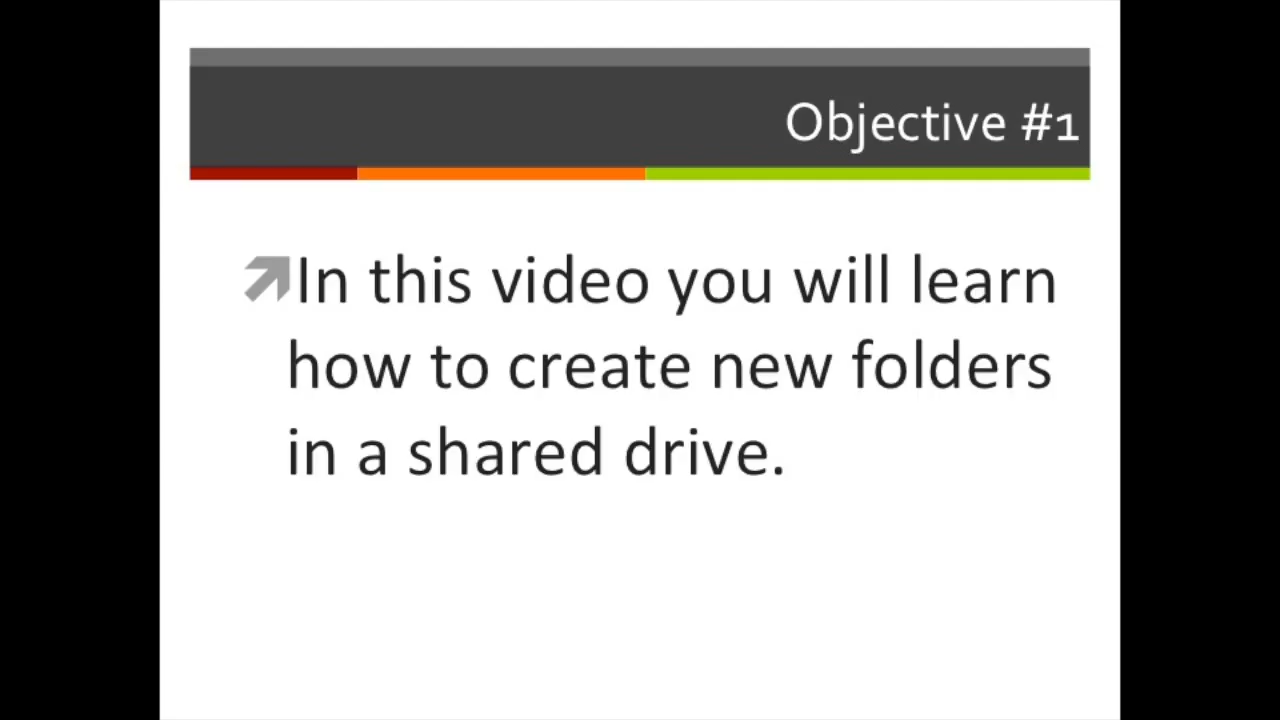 Objective #1
In this video you will learn
how to create new folders
in a shared drive.